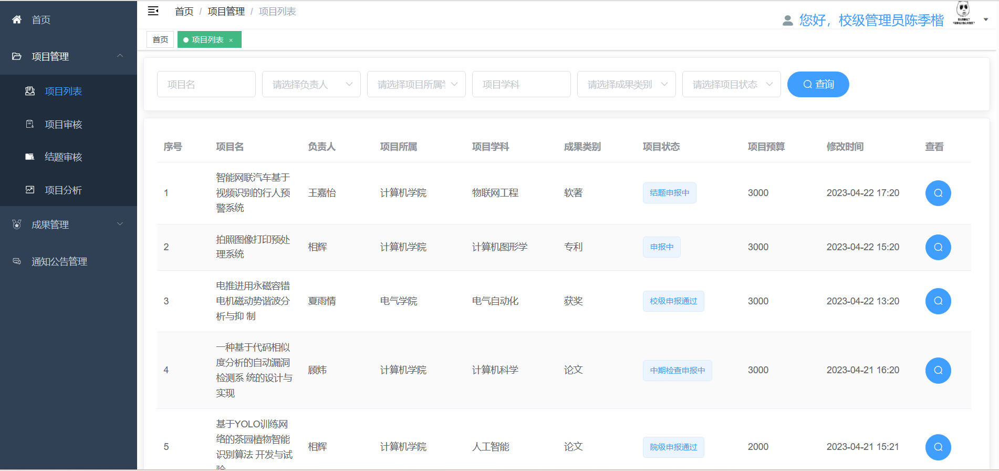 首页
项目管理
项目列表
项目审核
结题审核
项目分析
成果管理
通知公告管理
首页 / 项目管理 / 项目列表
您好，校级管理员陈季楷
首页
项目列表 ×
项目名
请选择负责人
请选择项目所属
项目学科
请选择成果类别
请选择项目状态
查询
序号 项目名 负责人 项目所属 项目学科 成果类别 项目状态 项目预算 修改时间 查看
智能网联汽车基于
视频识别的行人预
警系统
1 王嘉怡 计算机学院 物联网工程 软著 结题申报中 3000 2023-04-22 17:20
拍照图像打印预处
理系统
2 相辉 计算机学院 计算机图形学 专利 申报中 3000 2023-04-22 15:20
电推进用永磁容错
电机磁动势谐波分
析与抑 制
3 夏雨情 电气学院 电气自动化 获奖 校级申报通过 3000 2023-04-22 13:20
一种基于代码相似
度分析的自动漏洞
检测系 统的设计与
实现
4 顾炜 计算机学院 计算机科学 论文 中期检查申报中 3000 2023-04-21 16:20
基于YOLO训练网
络的茶园植物智能
识别算法 开发与试
验
5 相辉 计算机学院 人工智能 论文 院级申报通过 2000 2023-04-21 15:21